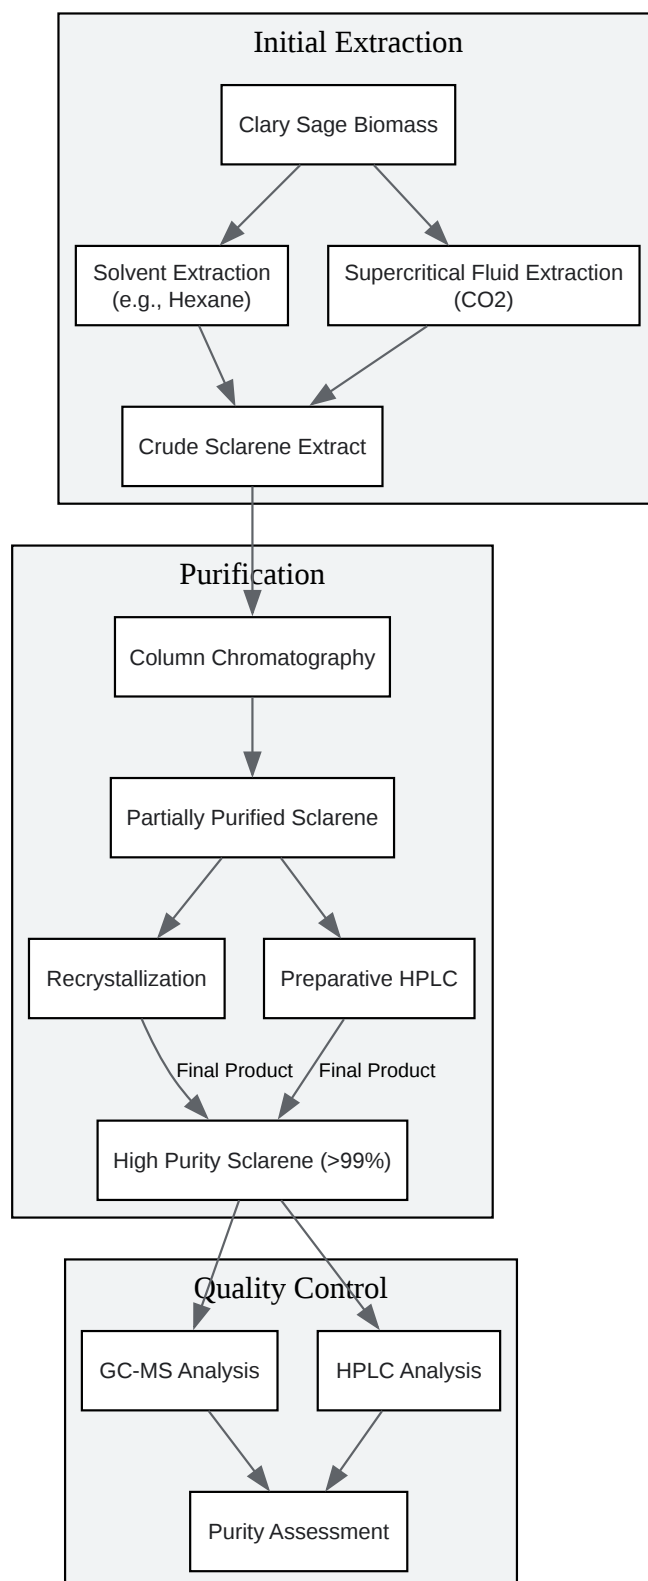 Initial Extraction
Clary Sage Biomass
Solvent Extraction
(e.g., Hexane)
Supercritical Fluid Extraction
(CO2)
Crude Sclarene Extract
Purification
Column Chromatography
Partially Purified Sclarene
Recrystallization
Preparative HPLC
Final Product
Final Product
High Purity Sclarene (>99%)
Quality Control
GC-MS Analysis
HPLC Analysis
Purity Assessment